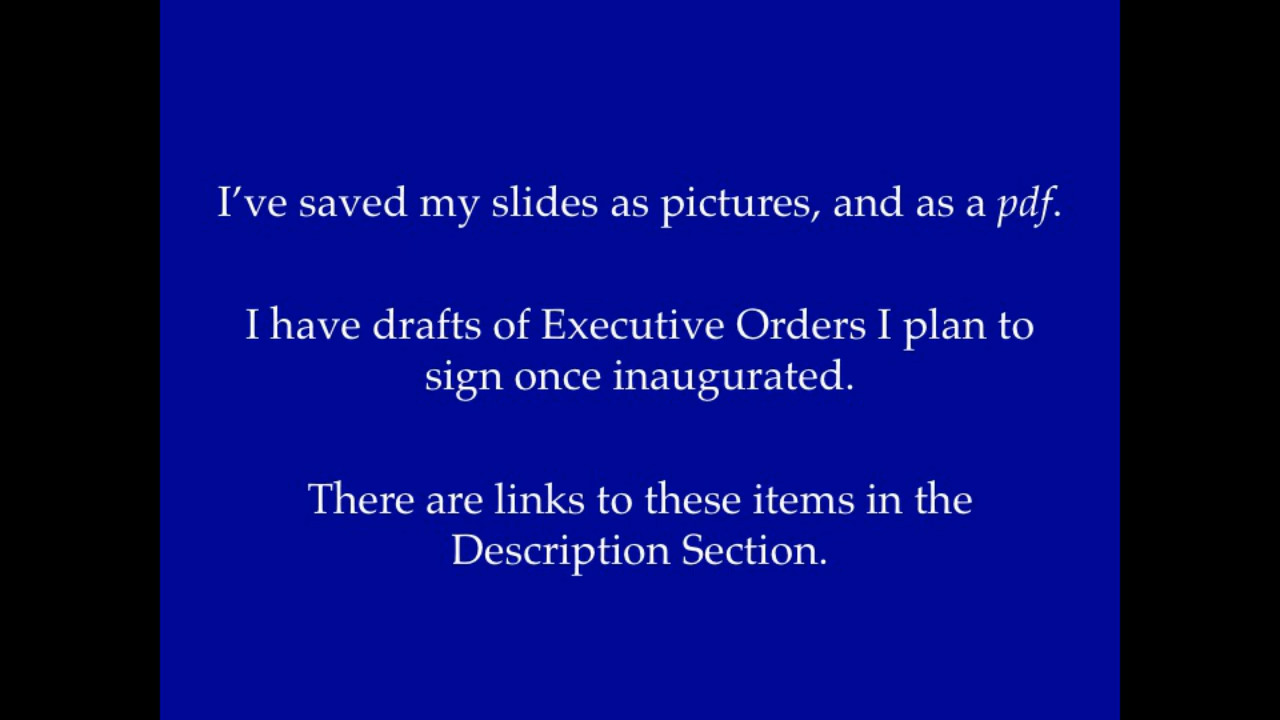 I’ve saved my slides as pictures, and as a pdf.
I have drafts of Executive Orders I plan to
sign once inaugurated.
There are links to these items in the
Description Section.